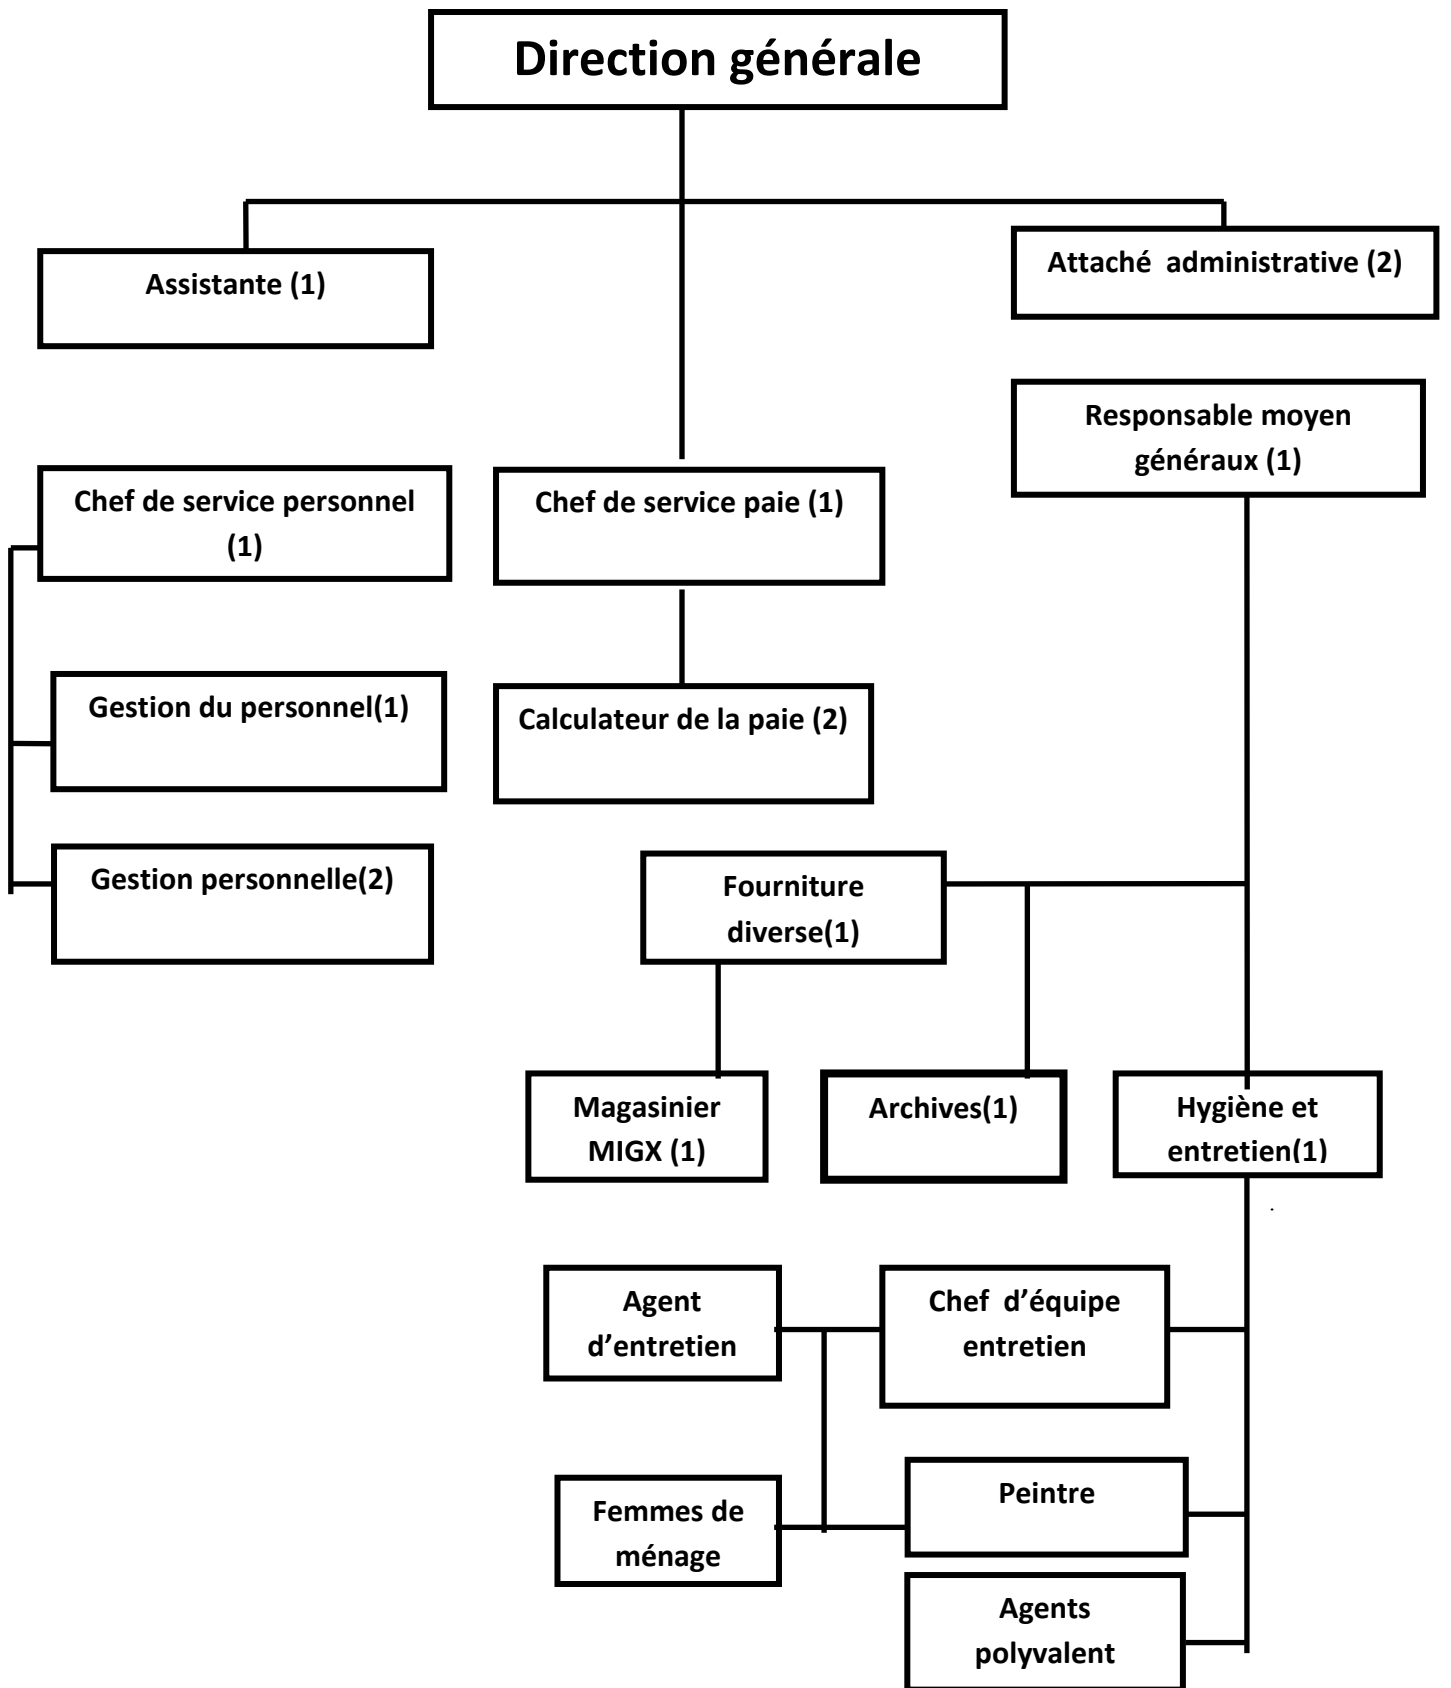 Direction générale
Assistante (1)
Attaché administrative (2)
Responsable moyen
généraux (1)
Chef de service personnel
(1)
Chef de service paie (1)
Gestion du personnel(1)
Calculateur de la paie (2)
Gestion personnelle(2)
Fourniture
diverse(1)
Magasinier
MIGX (1)
Archives(1)
Hygiène et
entretien(1)
Agent
d’entretien
Chef d’équipe
entretien
Femmes de
ménage
Peintre
Agents
polyvalent